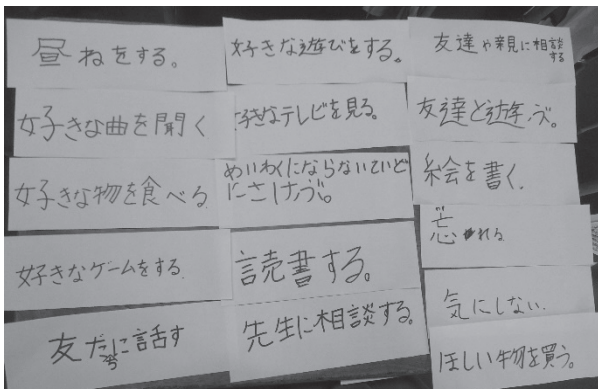 昼ねをする。
好きな曲を聞く
好きな物を食べる
好きなゲームをする
友だちに話す
好きな遊びをする。
好きなテレビを見る。
めいわくにならないていど
にさけぶ。
読書する。
先生に相談する。
友達や親に相談
する
友達と遊ぶ。
絵を書く。
忘れる
気にしない。
ほしい物を買う。